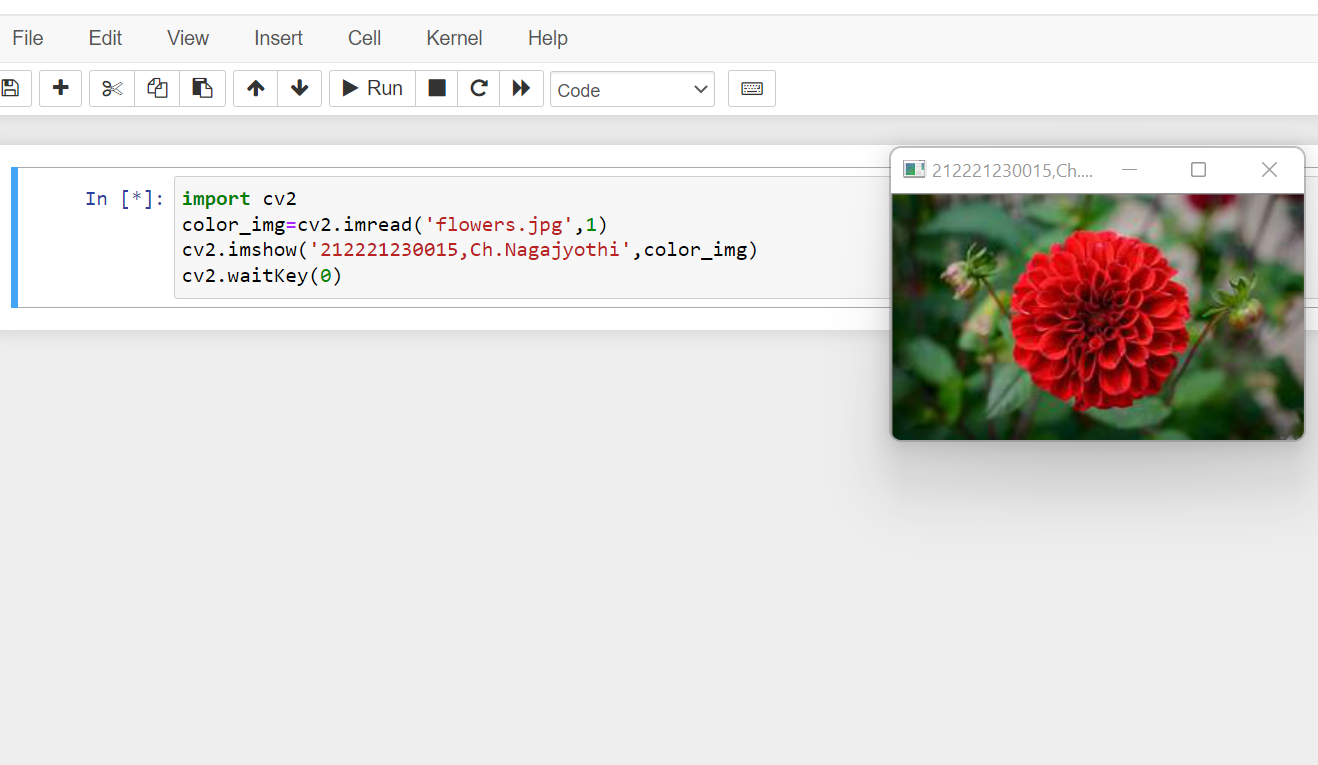 File Edit View Insert Cell Kernel Help
Run Code
212221230015,Ch....
In [*]:
import cv2
color_img=cv2.imread('flowers.jpg',1)
cv2.imshow('212221230015,Ch.Nagajyothi',color_img)
cv2.waitKey(0)